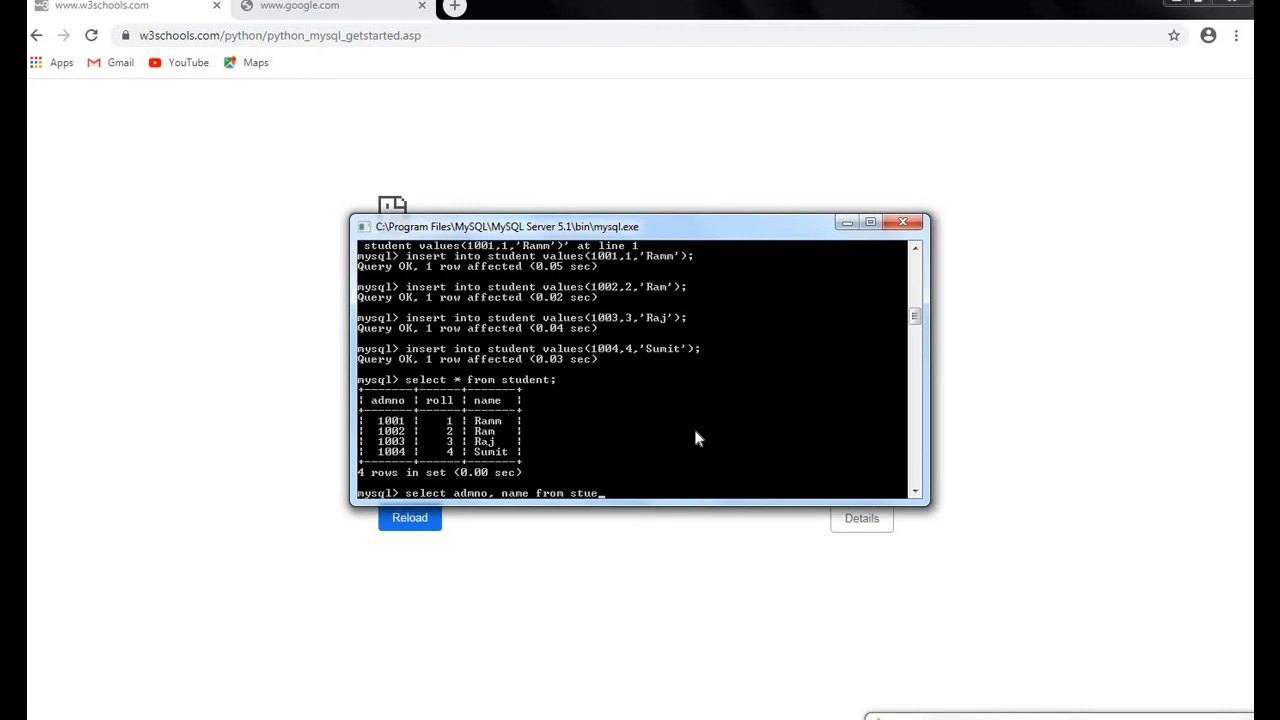 www.w3schools.com
www.google.com
w3schools.com/python/python_mysql_getstarted.asp
Apps Gmail YouTube Maps
C:\Program Files\MySQL\MySQL Server 5.1\bin\mysql.exe
student values(1001,1,'Ramm')' at line 1
mysql> insert into student values(1001,1,'Ramm');
Query OK, 1 row affected (0.05 sec)
mysql> insert into student values(1002,2,'Ram');
Query OK, 1 row affected (0.02 sec)
mysql> insert into student values(1003,3,'Raj');
Query OK, 1 row affected (0.04 sec)
mysql> insert into student values(1004,4,'Sumit');
Query OK, 1 row affected (0.03 sec)
mysql> select * from student;
+-------+------+-------+
| admno | roll | name  |
+-------+------+-------+
|  1001 |    1 | Ramm  |
|  1002 |    2 | Ram   |
|  1003 |    3 | Raj   |
|  1004 |    4 | Sumit |
+-------+------+-------+
4 rows in set (0.00 sec)
mysql> select admno, name from stue_
Reload
Details